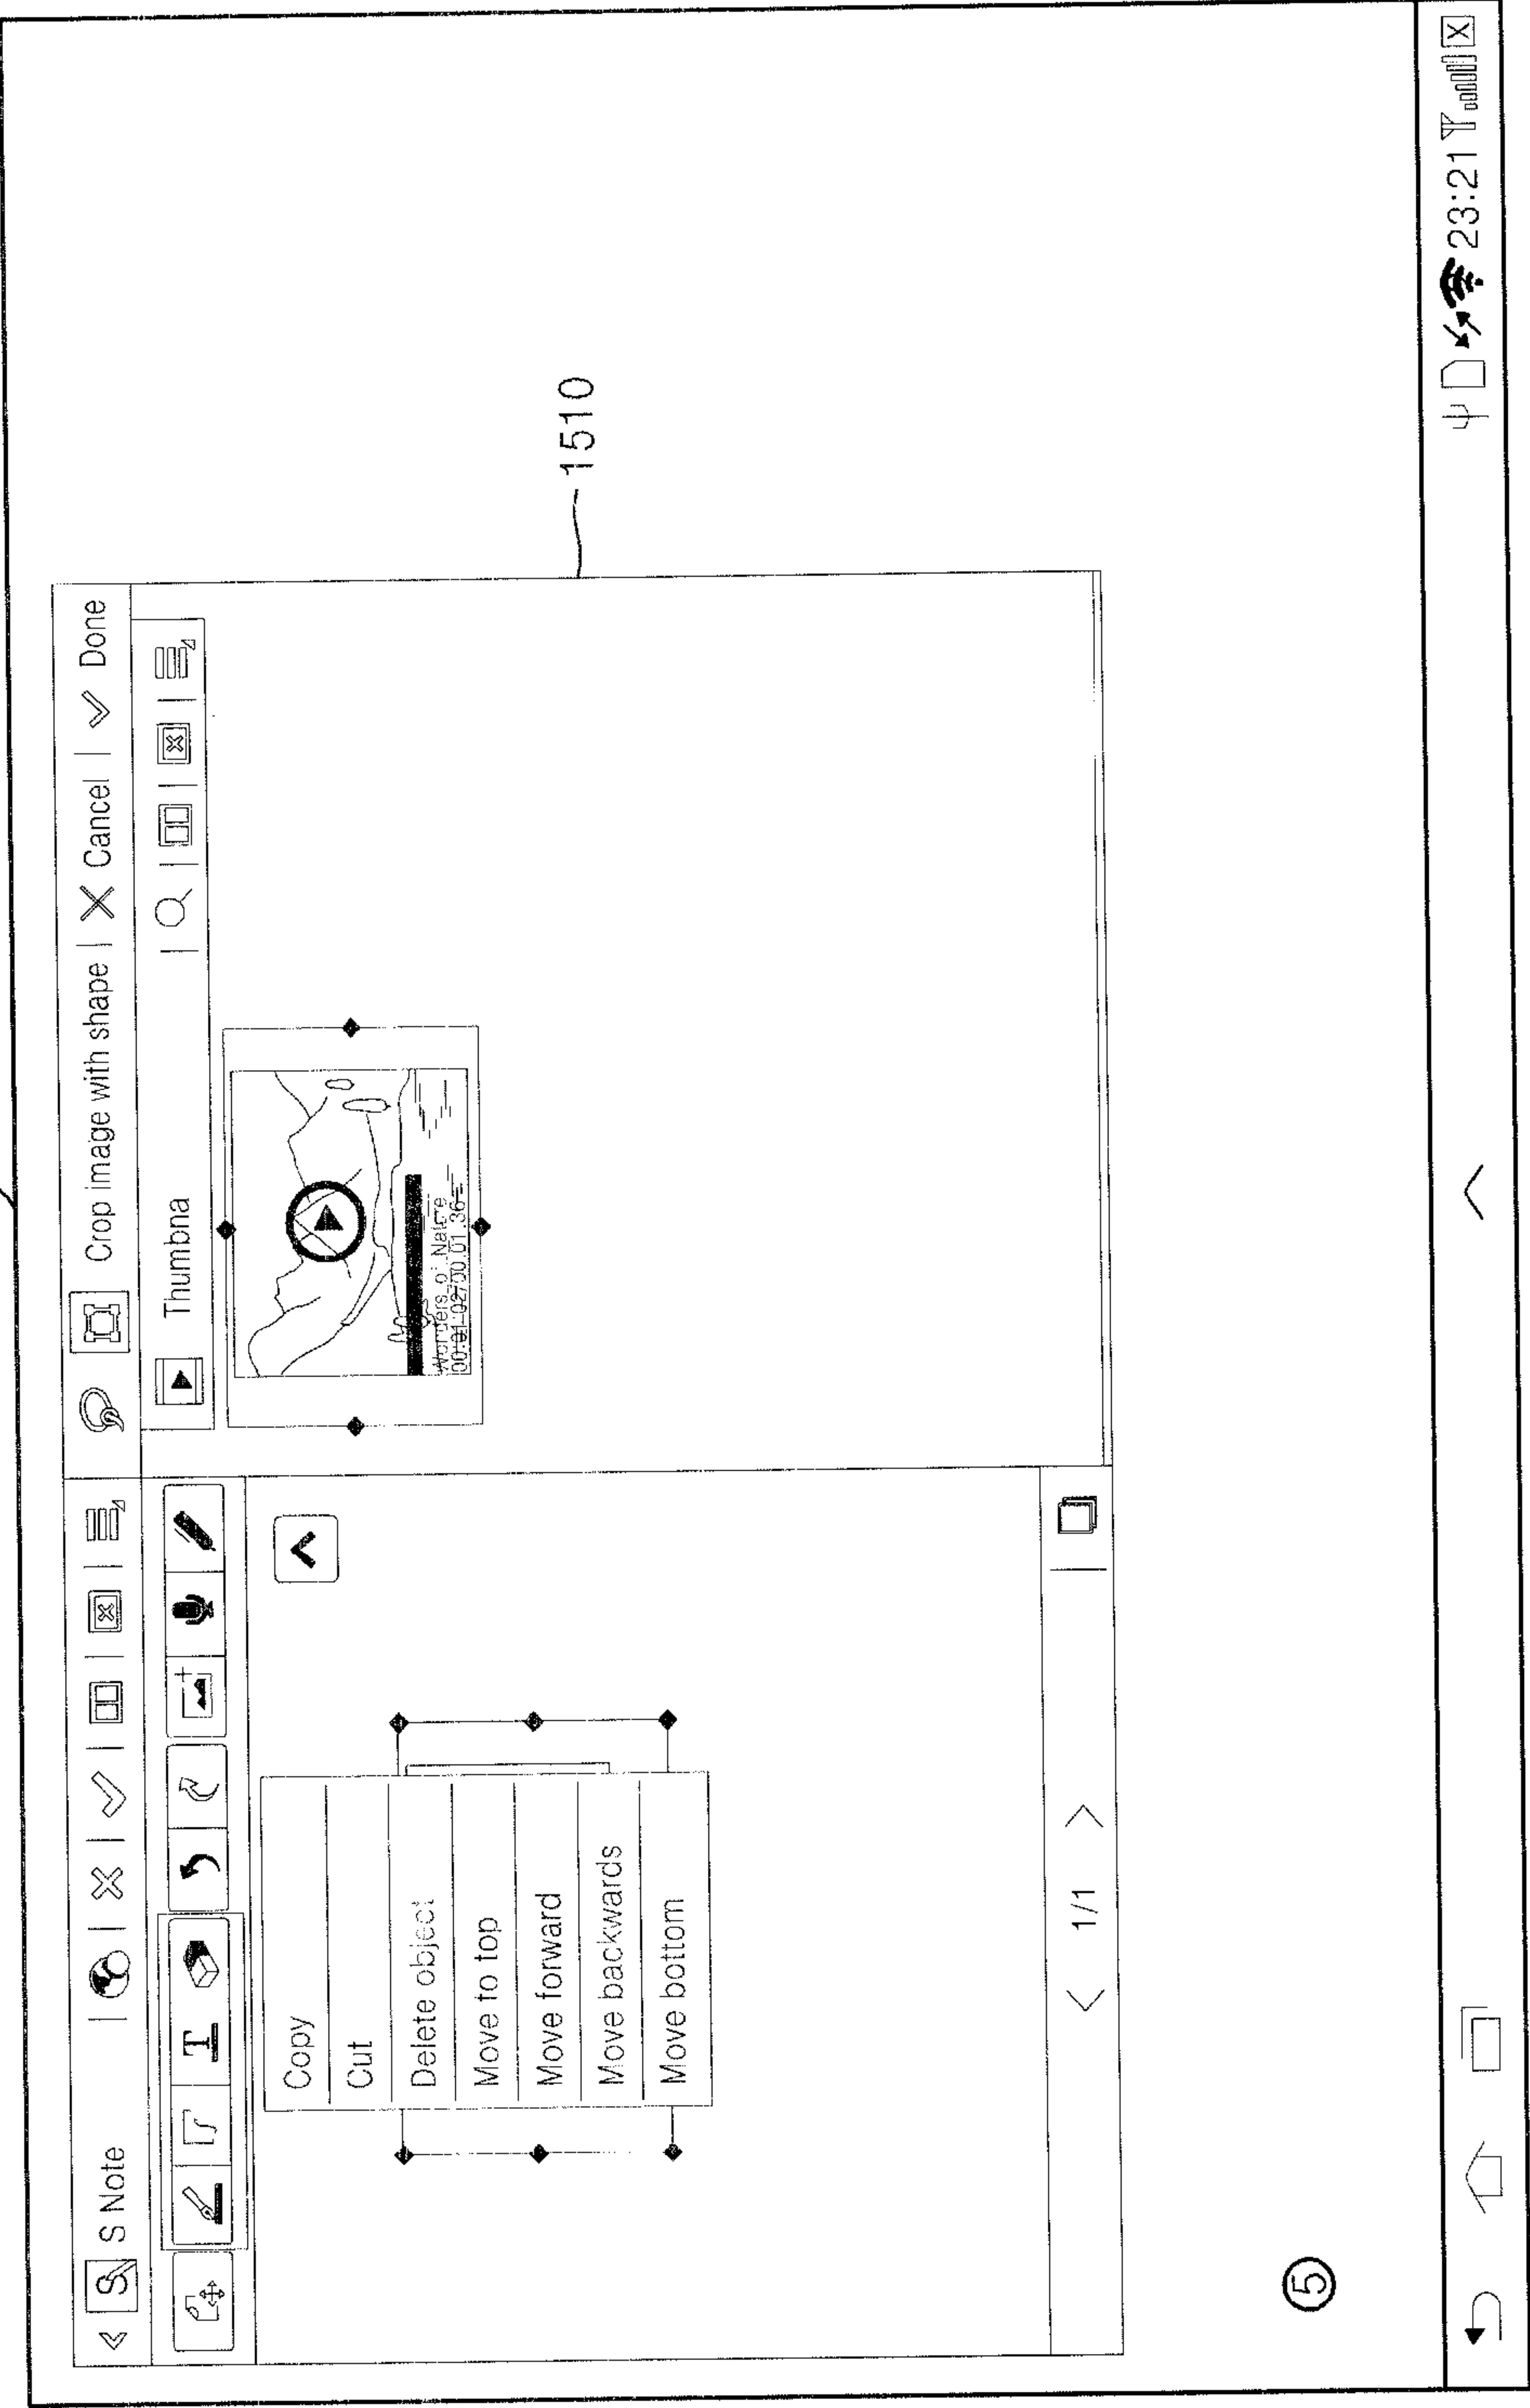 S Note
Crop image with shape | X Cancel | Done
Thumbna
T
Copy
Cut
Delete object
Move to top
Move forward
Move backwards
Move bottom
< 1/1 >
1510
5
23:21